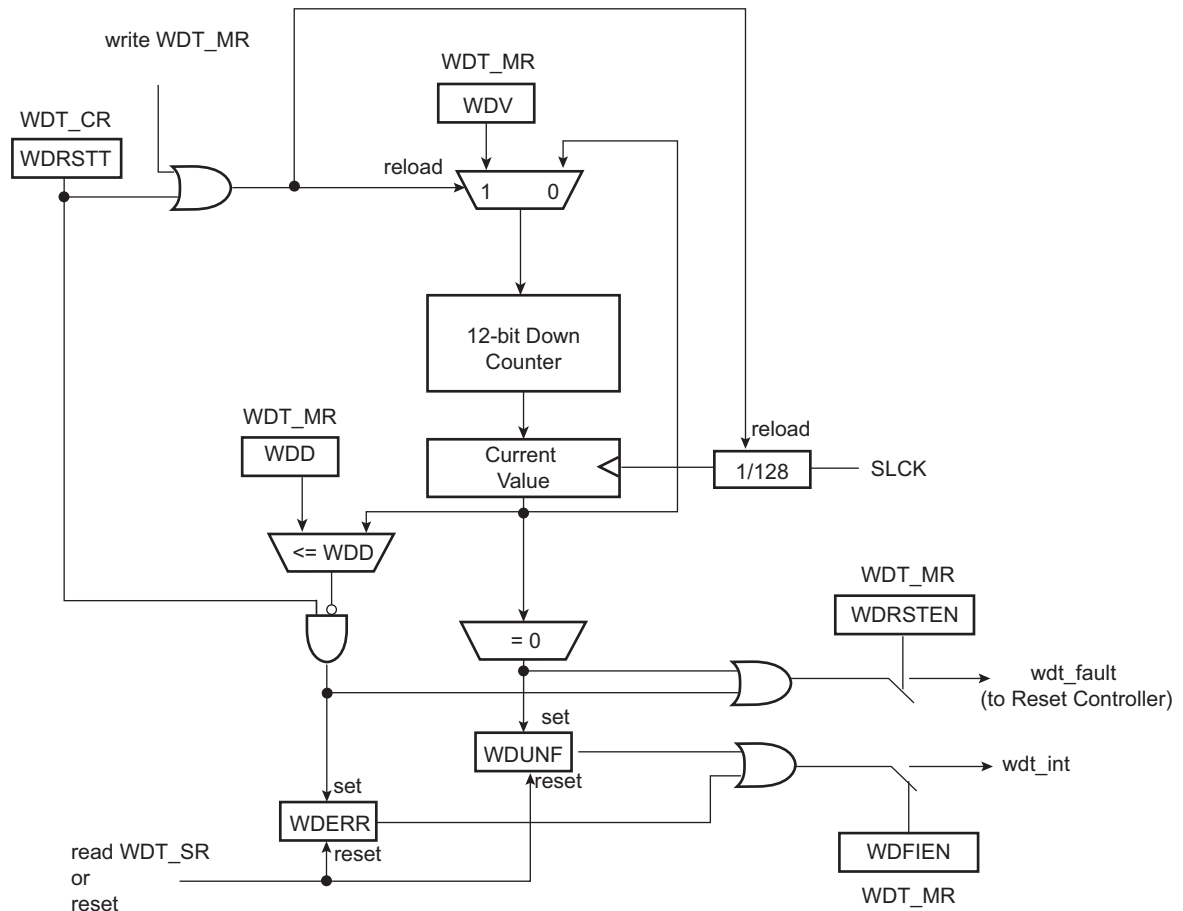 write WDT_MR
WDT_MR
WDV
WDT_CR
WDRSTT
reload
1 0
12-bit Down
Counter
WDT_MR
WDD
reload
Current
Value
1/128
SLCK
<= WDD
WDT_MR
WDRSTEN
= 0
wdt_fault
(to Reset Controller)
set
WDUNF
reset
wdt_int
set
WDERR
reset
WDFIEN
WDT_MR
read WDT_SR
or
reset